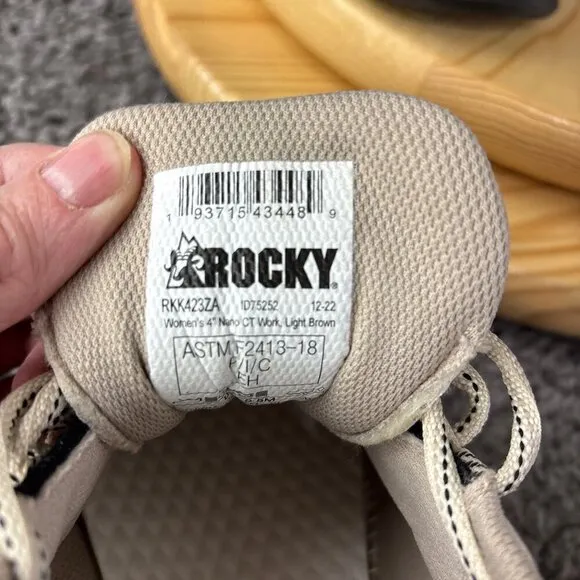 1 93715 43448 9
ROCKY®
RKK423ZA 1D75252 12-22
Women's 4" Nano CT Work, Light Brown
ASTM F2413-18
F/I/C
EH